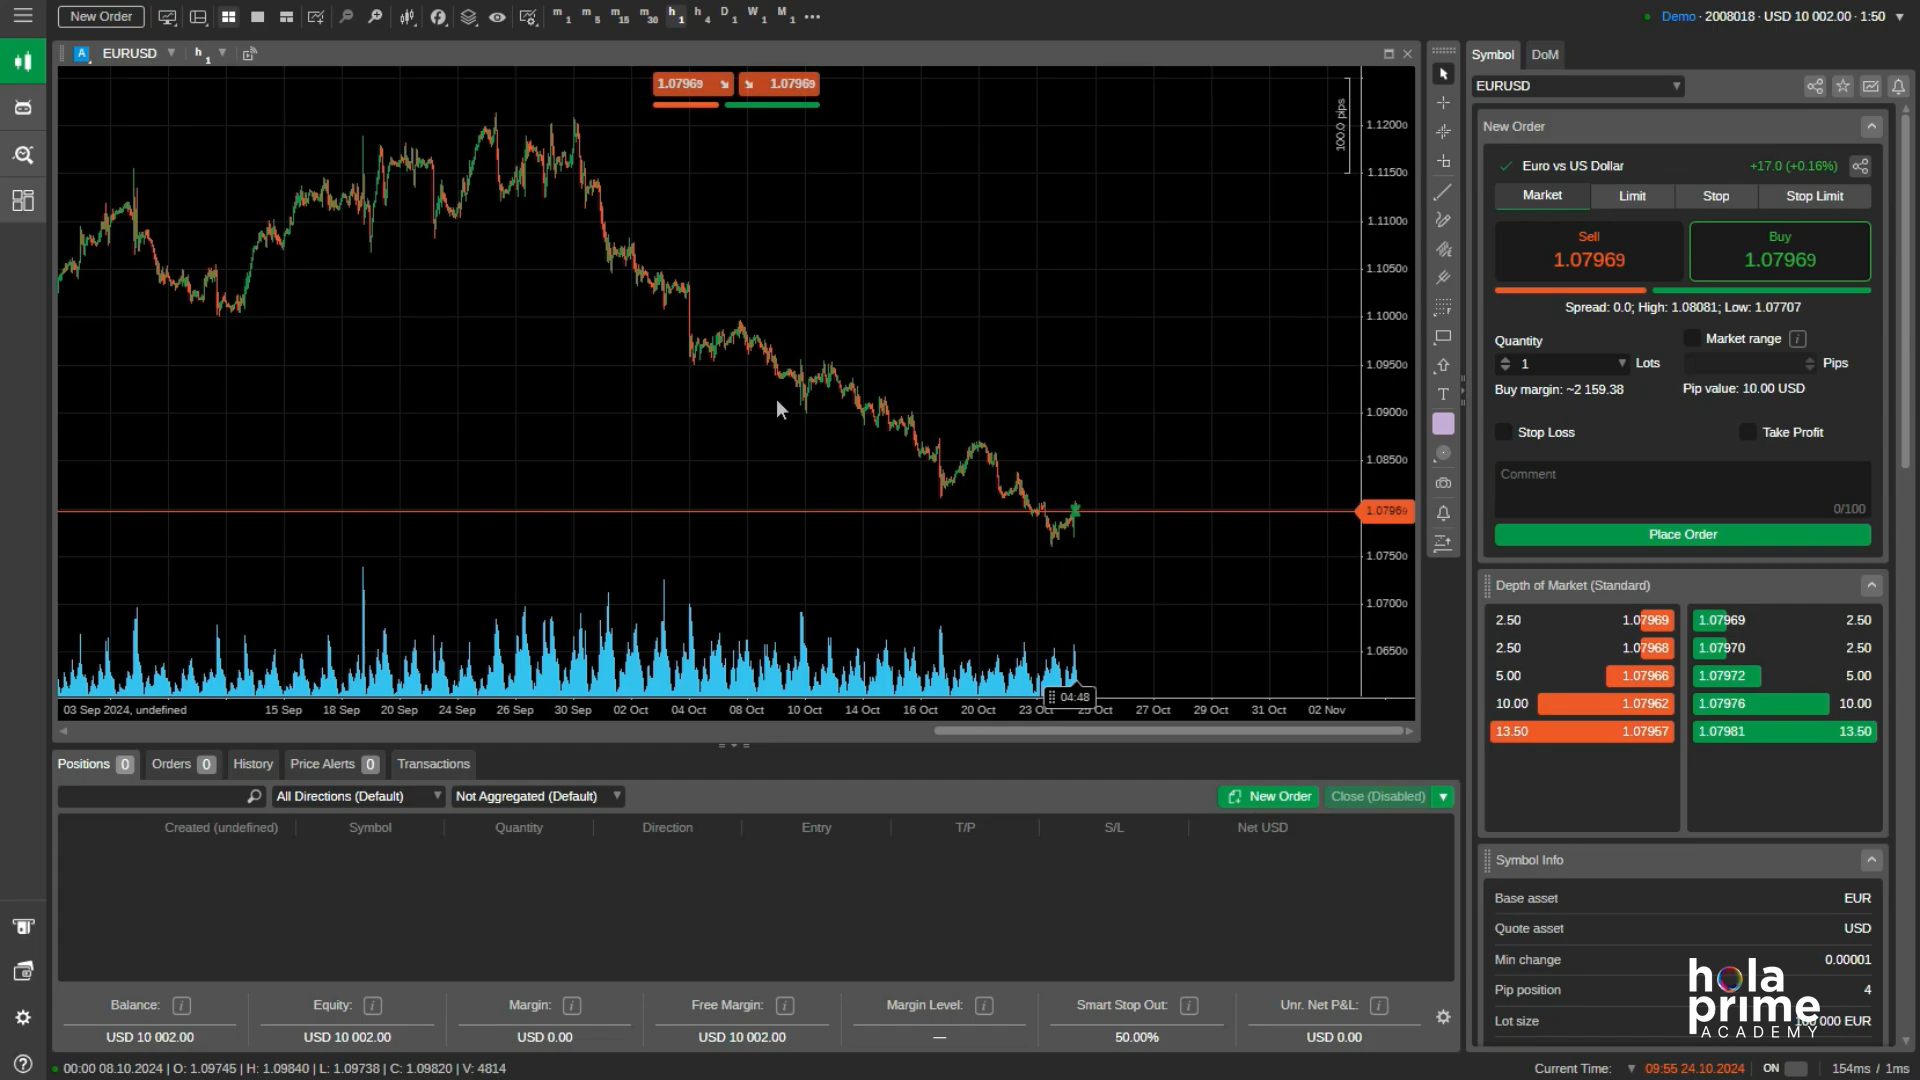 New Order
m1 m5 m15 m30 h1 h4 D1 W1 M1
Demo · 2008018 · USD 10 002.00 · 1:50
A EURUSD h1
1.07969 1.07969
100.0 pips
1.12000
1.11500
1.11000
1.10500
1.10000
1.09500
1.09000
1.08500
1.07969
1.07500
1.07000
1.06500
04:48
03 Sep 2024, undefined 15 Sep 18 Sep 20 Sep 24 Sep 26 Sep 30 Sep 02 Oct 04 Oct 08 Oct 10 Oct 14 Oct 16 Oct 20 Oct 23 Oct 25 Oct 27 Oct 29 Oct 31 Oct 02 Nov
T
Symbol DoM
EURUSD
New Order
Euro vs US Dollar +17.0 (+0.16%)
Market Limit Stop Stop Limit
Sell Buy
1.07969 1.07969
Spread: 0.0; High: 1.08081; Low: 1.07707
Quantity Market range i
1 Lots Pips
Buy margin: ~2 159.38 Pip value: 10.00 USD
Stop Loss Take Profit
Comment
0/100
Place Order
Depth of Market (Standard)
2.50 1.07969 1.07969 2.50
2.50 1.07968 1.07970 2.50
5.00 1.07966 1.07972 5.00
10.00 1.07962 1.07976 10.00
13.50 1.07957 1.07981 13.50
Symbol Info
Base asset EUR
Quote asset USD
Min change 0.00001
Pip position 4
Lot size 100 000 EUR
hola
prime
ACADEMY
Positions 0 Orders 0 History Price Alerts 0 Transactions
All Directions (Default) Not Aggregated (Default) New Order Close (Disabled)
Created (undefined) Symbol Quantity Direction Entry T/P S/L Net USD
Balance: i Equity: i Margin: i Free Margin: i Margin Level: i Smart Stop Out: i Unr. Net P&L: i
USD 10 002.00 USD 10 002.00 USD 0.00 USD 10 002.00 — 50.00% USD 0.00
00:00 08.10.2024 | O: 1.09745 | H: 1.09840 | L: 1.09738 | C: 1.09820 | V: 4814
Current Time: 09:55 24.10.2024 ON 154ms / 1ms